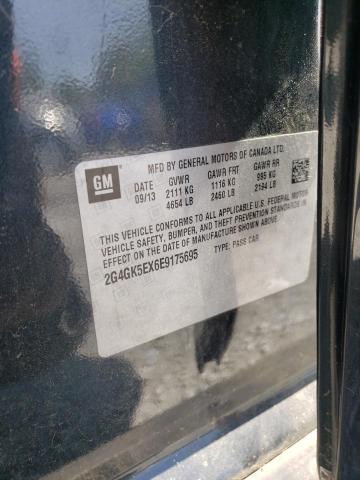 GM
MFD BY GENERAL MOTORS OF CANADA LTD.
DATE GVWR GAWR FRT GAWR RR
09/13 2111 KG 1116 KG 995 KG
4654 LB 2460 LB 2194 LB
THIS VEHICLE CONFORMS TO ALL APPLICABLE U.S. FEDERAL MOTOR
VEHICLE SAFETY, BUMPER, AND THEFT PREVENTION STANDARDS IN
EFFECT ON THE DATE OF MANUFACTURE SHOWN ABOVE.
2G4GK5EX6E9175695 TYPE: PASS CAR